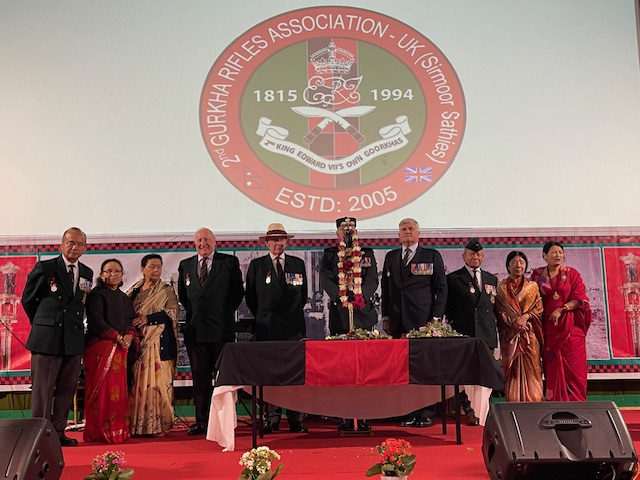 2ND GURKHA RIFLES ASSOCIATION - UK (Sirmoor Sathies)
1815 1994
2ND KING EDWARD VII'S OWN GOORKHAS
ESTD: 2005